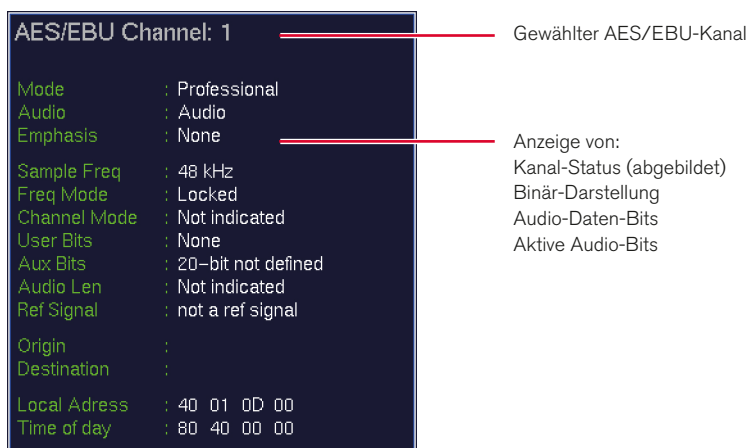 AES/EBU Channel: 1
Gewählter AES/EBU-Kanal
Mode : Professional
Audio : Audio
Emphasis : None
Sample Freq : 48 kHz
Freq Mode : Locked
Channel Mode : Not indicated
User Bits : None
Aux Bits : 20-bit not defined
Audio Len : Not indicated
Ref Signal : not a ref signal
Origin :
Destination :
Local Adress : 40 01 0D 00
Time of day : 80 40 00 00
Anzeige von:
Kanal-Status (abgebildet)
Binär-Darstellung
Audio-Daten-Bits
Aktive Audio-Bits